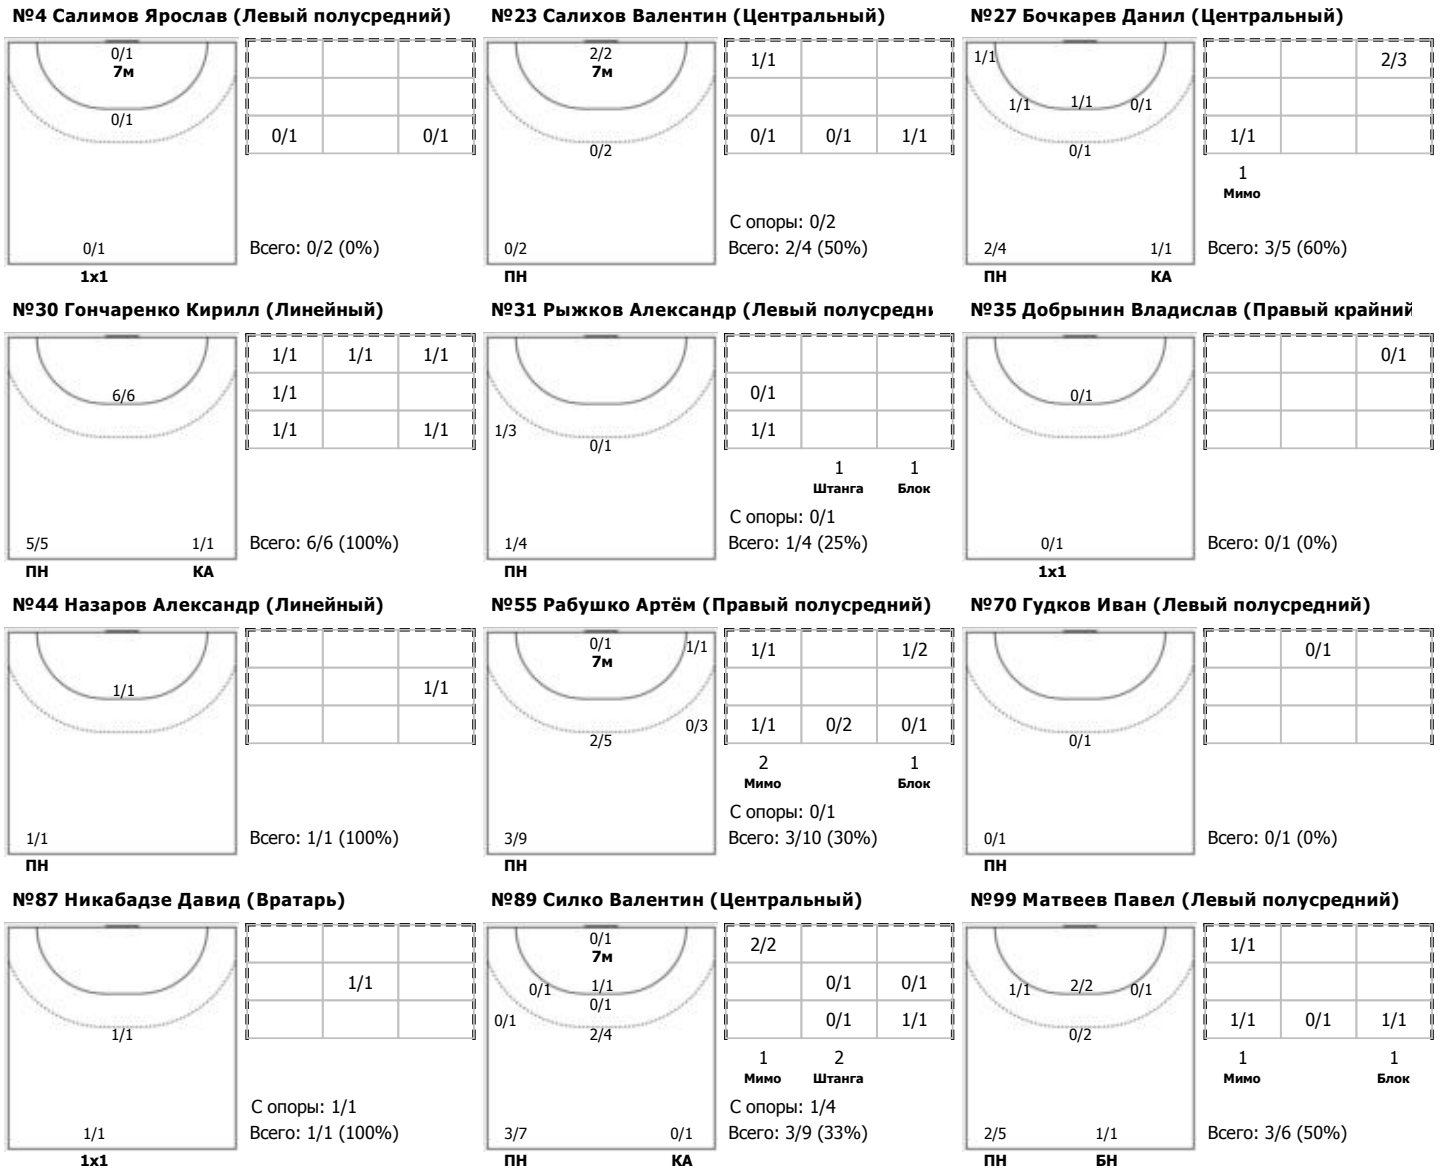 №4 Салимов Ярослав (Левый полусредний)
0/1
7м
0/1
0/1 0/1
0/1
Всего: 0/2 (0%)
1x1
№23 Салихов Валентин (Центральный)
2/2
7м
1/1
0/1 0/1 1/1
0/2
С опоры: 0/2
0/2
Всего: 2/4 (50%)
ПН
№27 Бочкарев Данил (Центральный)
1/1
2/3
1/1 1/1 0/1
1/1
0/1
1
Мимо
2/4 1/1
Всего: 3/5 (60%)
ПН КА
№30 Гончаренко Кирилл (Линейный)
1/1 1/1 1/1
6/6
1/1
1/1 1/1
5/5 1/1
Всего: 6/6 (100%)
ПН КА
№31 Рыжков Александр (Левый полусредни
0/1
1/3
1/1
0/1
1 1
Штанга Блок
С опоры: 0/1
1/4
Всего: 1/4 (25%)
ПН
№35 Добрынин Владислав (Правый крайний
0/1
0/1
0/1
Всего: 0/1 (0%)
1x1
№44 Назаров Александр (Линейный)
1/1
1/1
1/1
Всего: 1/1 (100%)
ПН
№55 Рабушко Артём (Правый полусредний)
0/1 1/1
7м
1/1 1/2
0/3
1/1 0/2 0/1
2/5
2 1
Мимо Блок
С опоры: 0/1
3/9
Всего: 3/10 (30%)
ПН
№70 Гудков Иван (Левый полусредний)
0/1
0/1
0/1
Всего: 0/1 (0%)
ПН
№87 Никабадзе Давид (Вратарь)
1/1
1/1
С опоры: 1/1
1/1
Всего: 1/1 (100%)
1x1
№89 Силко Валентин (Центральный)
0/1
7м
2/2
0/1 1/1
0/1 0/1
0/1
0/1
0/1 1/1
2/4
1 2
Мимо Штанга
С опоры: 1/4
3/7 0/1
Всего: 3/9 (33%)
ПН КА
№99 Матвеев Павел (Левый полусредний)
1/1
1/1 2/2 0/1
1/1 0/1 1/1
0/2
1 1
Мимо Блок
2/5 1/1
Всего: 3/6 (50%)
ПН БН